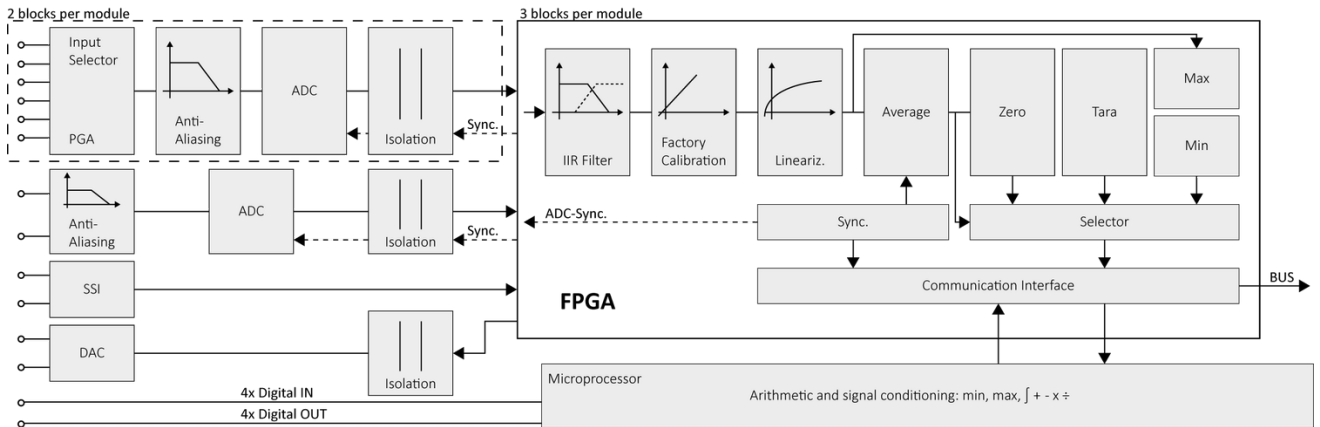 2 blocks per module
3 blocks per module
Input
Selector
PGA
Anti-
Aliasing
ADC
Isolation
Sync.
IIR Filter
Factory
Calibration
Lineariz.
Average
Zero
Tara
Max
Min
Anti-
Aliasing
ADC
Isolation
Sync.
ADC-Sync.
Sync.
Selector
SSI
Communication Interface
BUS
FPGA
DAC
Isolation
Microprocessor
Arithmetic and signal conditioning: min, max, ∫ + - x ÷
4x Digital IN
4x Digital OUT